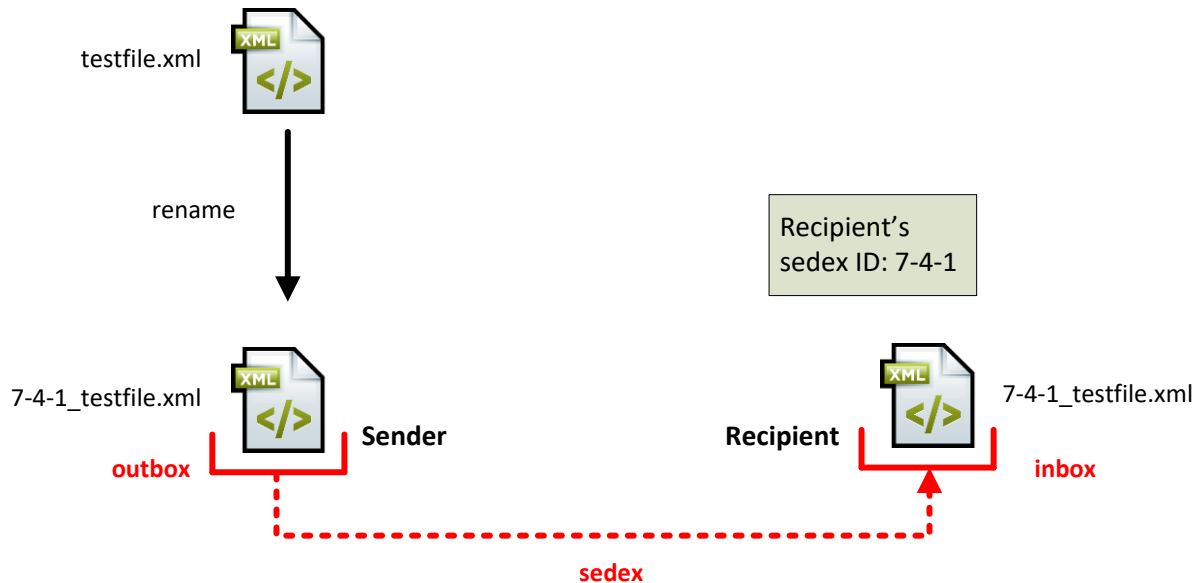 testfile.xml
XML
</>
rename
Recipient's
sedex ID: 7-4-1
7-4-1_testfile.xml
XML
</>
Sender
outbox
Recipient
XML
</>
7-4-1_testfile.xml
inbox
sedex